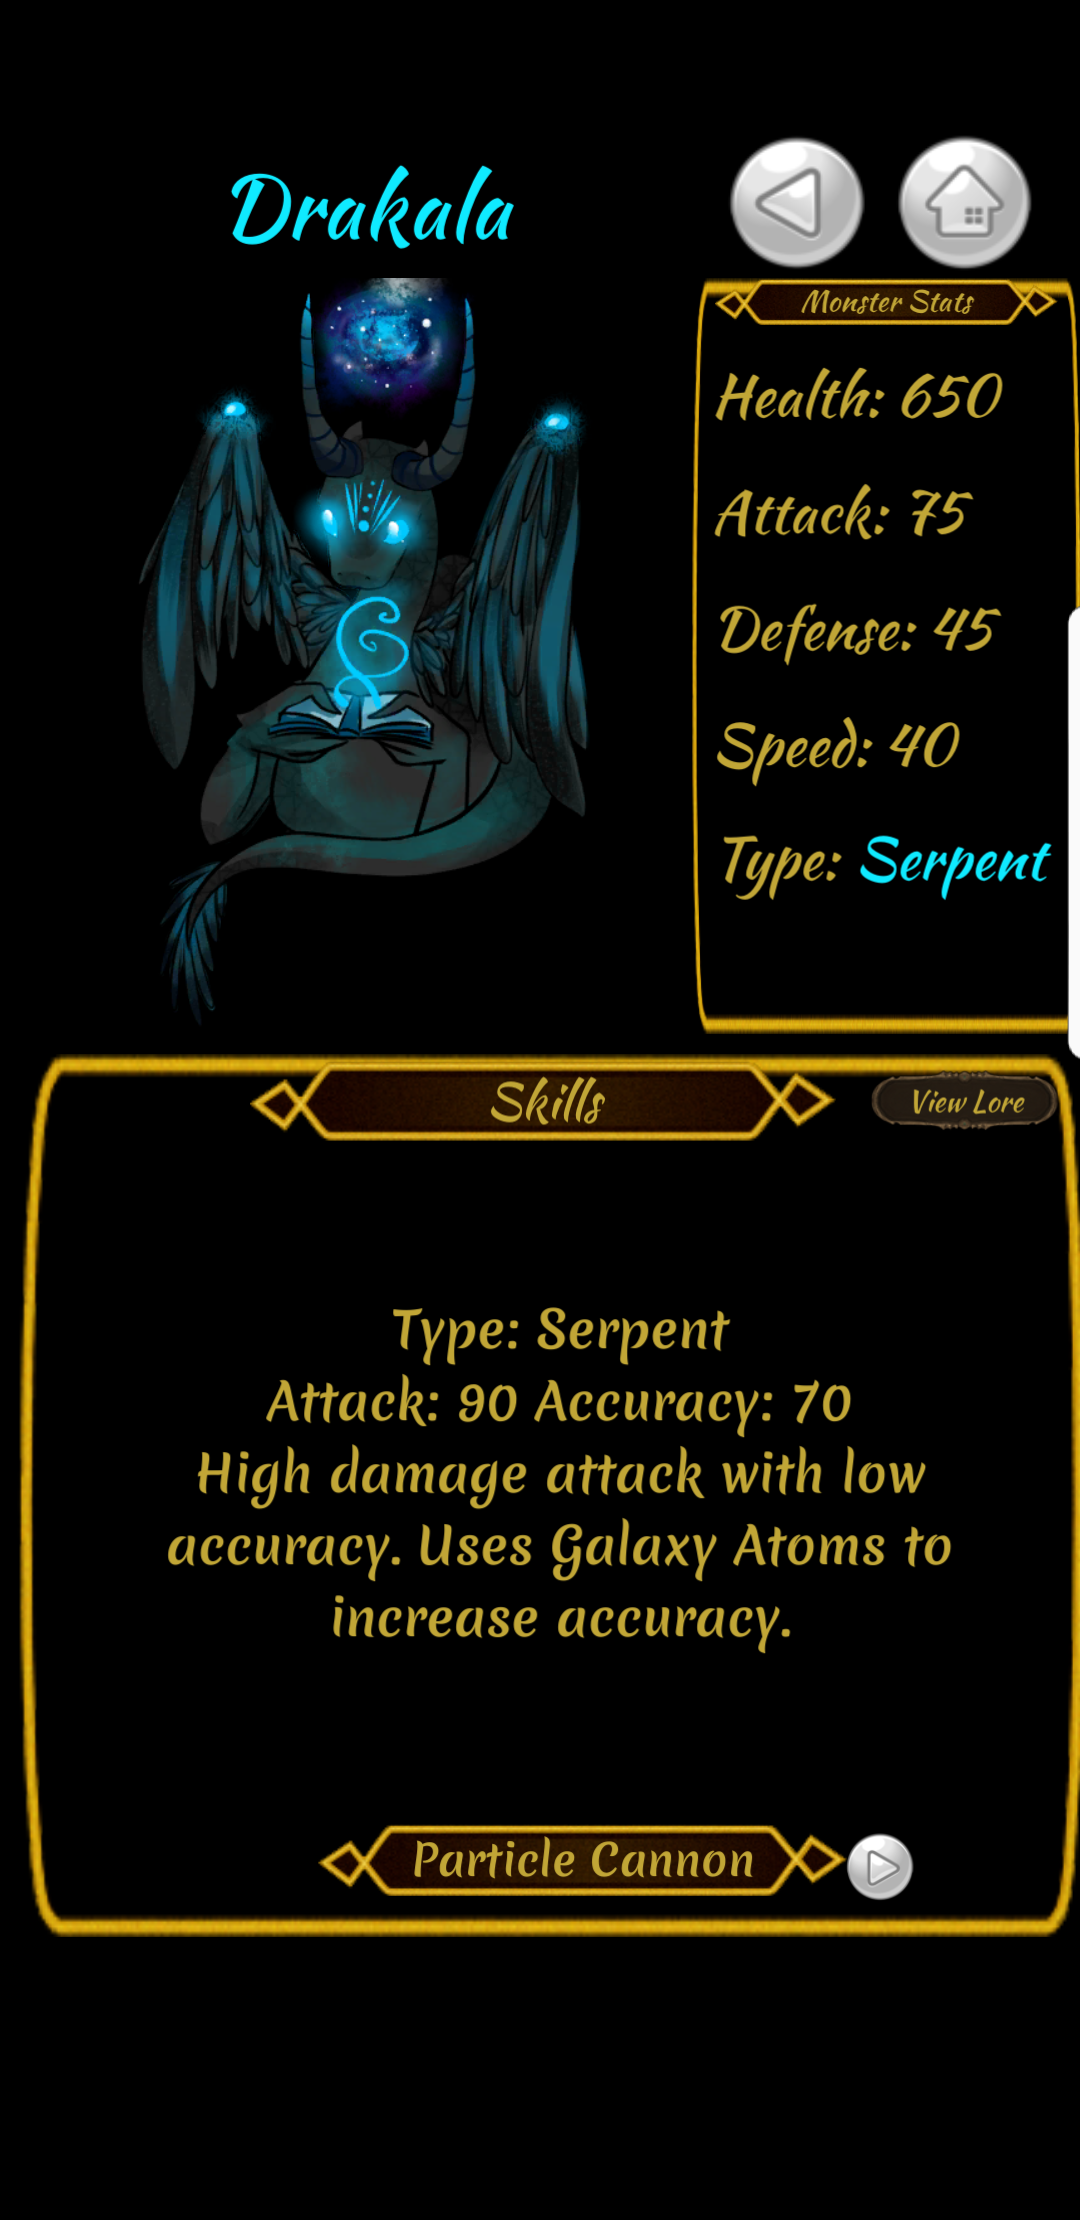 Drakala
Monster Stats
Health: 650
Attack: 75
Defense: 45
Speed: 40
Type: Serpent
Skills
View Lore
Type: Serpent
Attack: 90 Accuracy: 70
High damage attack with low
accuracy. Uses Galaxy Atoms to
increase accuracy.
Particle Cannon